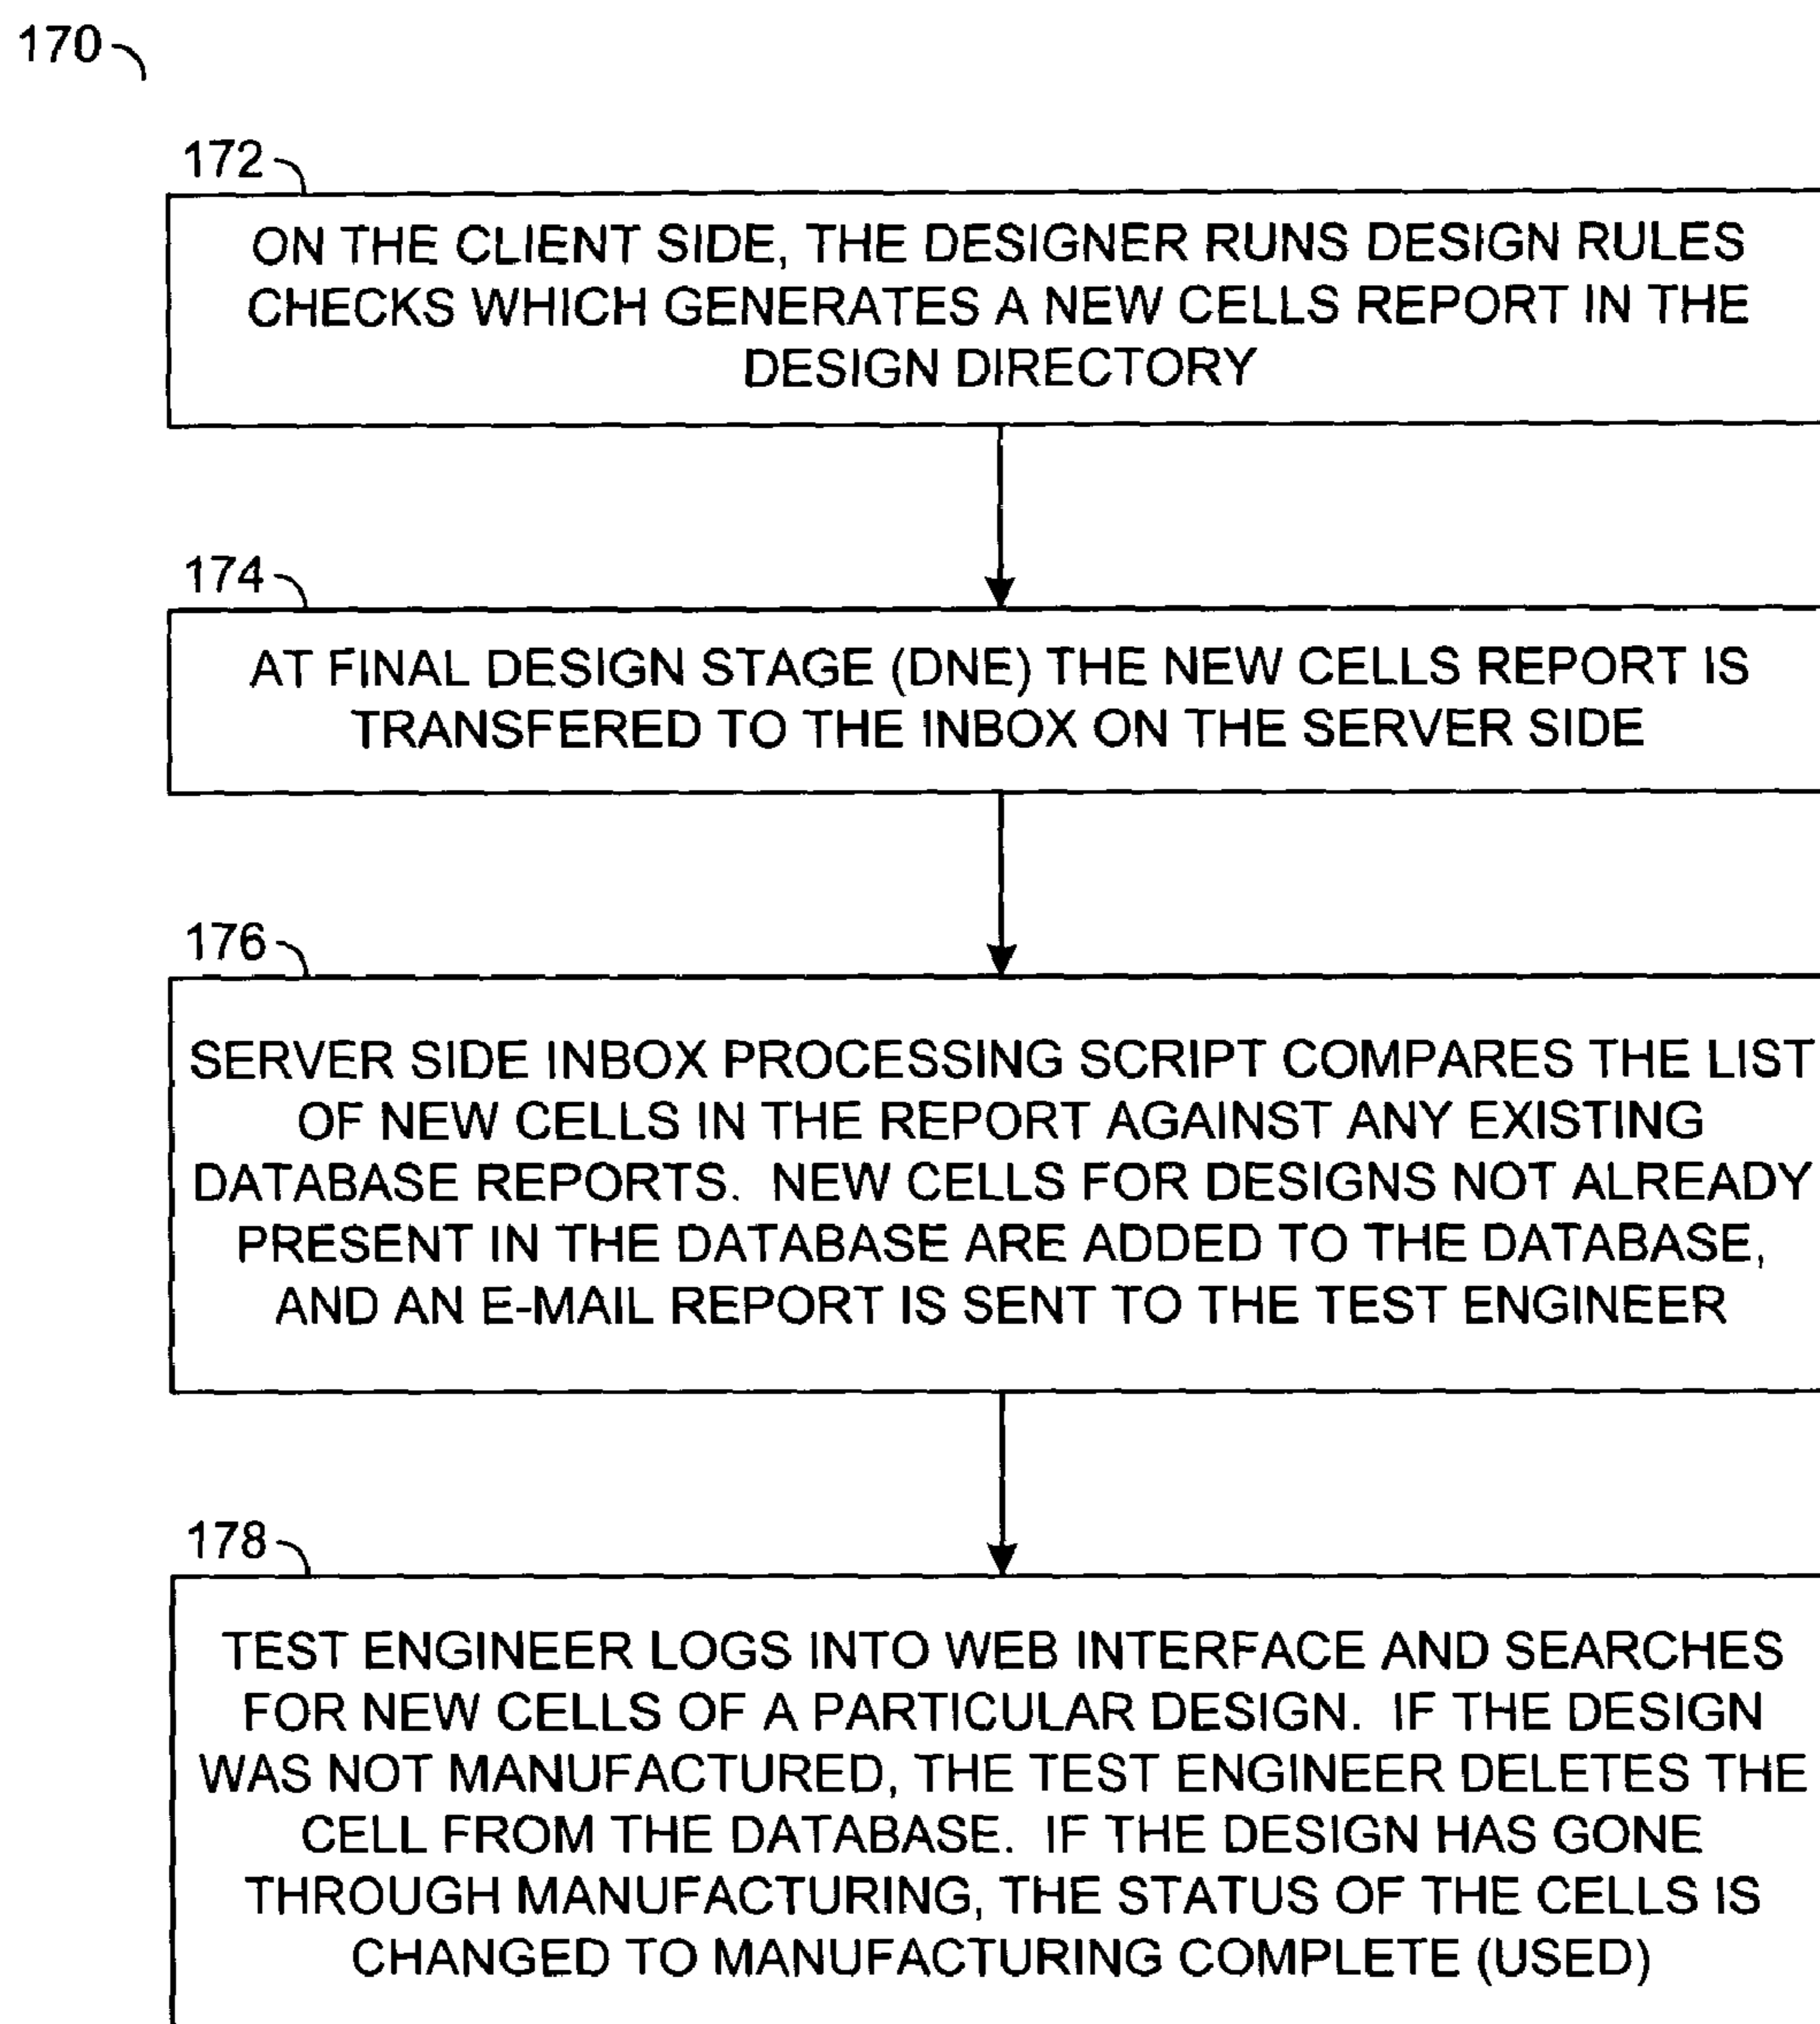 170
172
ON THE CLIENT SIDE, THE DESIGNER RUNS DESIGN RULES
CHECKS WHICH GENERATES A NEW CELLS REPORT IN THE
DESIGN DIRECTORY
174
AT FINAL DESIGN STAGE (DNE) THE NEW CELLS REPORT IS
TRANSFERED TO THE INBOX ON THE SERVER SIDE
176
SERVER SIDE INBOX PROCESSING SCRIPT COMPARES THE LIST
OF NEW CELLS IN THE REPORT AGAINST ANY EXISTING
DATABASE REPORTS. NEW CELLS FOR DESIGNS NOT ALREADY
PRESENT IN THE DATABASE ARE ADDED TO THE DATABASE,
AND AN E-MAIL REPORT IS SENT TO THE TEST ENGINEER
178
TEST ENGINEER LOGS INTO WEB INTERFACE AND SEARCHES
FOR NEW CELLS OF A PARTICULAR DESIGN. IF THE DESIGN
WAS NOT MANUFACTURED, THE TEST ENGINEER DELETES THE
CELL FROM THE DATABASE. IF THE DESIGN HAS GONE
THROUGH MANUFACTURING, THE STATUS OF THE CELLS IS
CHANGED TO MANUFACTURING COMPLETE (USED)